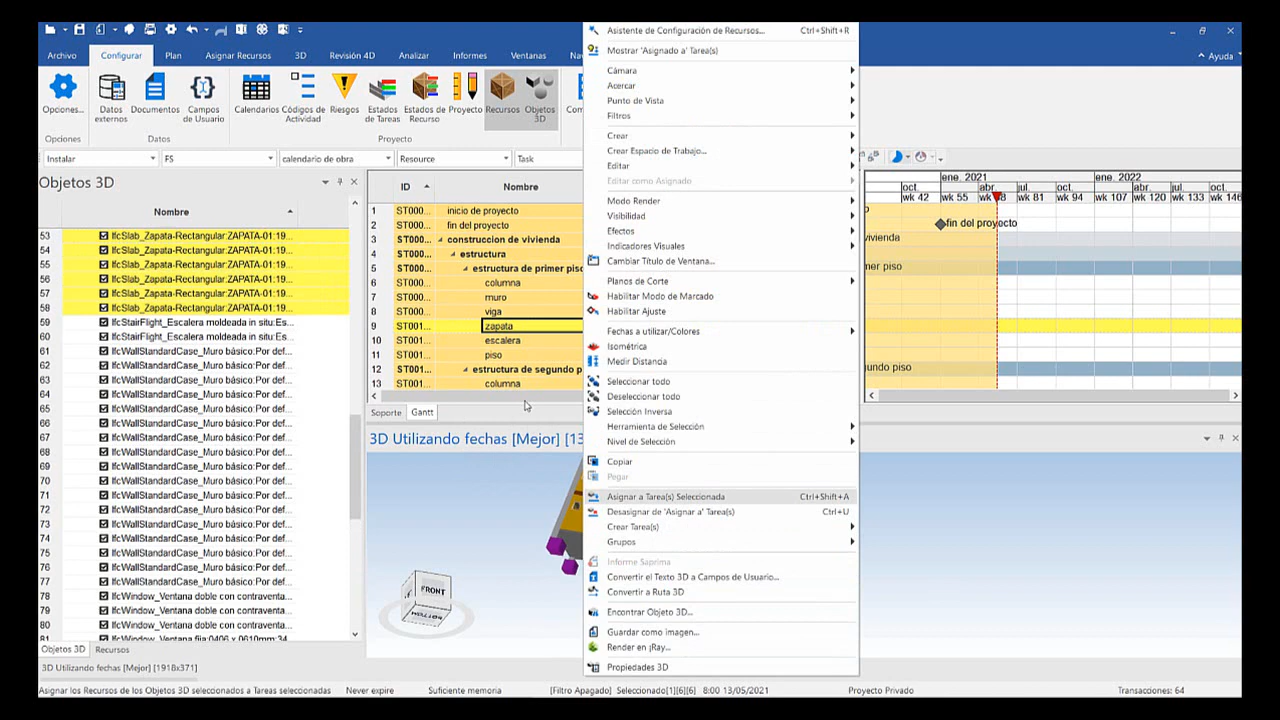 Archivo Configurar Plan Asignar Recursos 3D Revisión 4D Analizar Informes Ventanas
Ayuda
Opciones... Datos externos Documentos Campos de Usuario Calendarios Códigos de Actividad Riesgos Estados de Tareas Estados de Recurso Proyecto Recursos Objetos 3D
Opciones Datos Proyecto
Instalar FS calendario de obra Resource Task
Objetos 3D
Nombre
53 IfcSlab_Zapata-Rectangular:ZAPATA-01:19...
54 IfcSlab_Zapata-Rectangular:ZAPATA-01:19...
55 IfcSlab_Zapata-Rectangular:ZAPATA-01:19...
56 IfcSlab_Zapata-Rectangular:ZAPATA-01:19...
57 IfcSlab_Zapata-Rectangular:ZAPATA-01:19...
58 IfcSlab_Zapata-Rectangular:ZAPATA-01:19...
59 IfcStairFlight_Escalera moldeada in situ:Es...
60 IfcStairFlight_Escalera moldeada in situ:Es...
61 IfcWallStandardCase_Muro básico:Por def...
62 IfcWallStandardCase_Muro básico:Por def...
63 IfcWallStandardCase_Muro básico:Por def...
64 IfcWallStandardCase_Muro básico:Por def...
65 IfcWallStandardCase_Muro básico:Por def...
66 IfcWallStandardCase_Muro básico:Por def...
67 IfcWallStandardCase_Muro básico:Por def...
68 IfcWallStandardCase_Muro básico:Por def...
69 IfcWallStandardCase_Muro básico:Por def...
70 IfcWallStandardCase_Muro básico:Por def...
71 IfcWallStandardCase_Muro básico:Por def...
72 IfcWallStandardCase_Muro básico:Por def...
73 IfcWallStandardCase_Muro básico:Por def...
74 IfcWallStandardCase_Muro básico:Por def...
75 IfcWallStandardCase_Muro básico:Por def...
76 IfcWallStandardCase_Muro básico:Por def...
77 IfcWallStandardCase_Muro básico:Por def...
78 IfcWindow_Ventana doble con contraventa...
79 IfcWindow_Ventana doble con contraventa...
80 IfcWindow_Ventana doble con contraventa...
81 IfcWindow_Ventana fija:0406 x 0610mm:34
Objetos 3D Recursos
ID Nombre
1 ST000... inicio de proyecto
2 ST000... fin del proyecto
3 ST000... construccion de vivienda
4 ST000... estructura
5 ST000... estructura de primer piso
6 ST000... columna
7 ST000... muro
8 ST000... viga
9 ST001... zapata
10 ST001... escalera
11 ST001... piso
12 ST001... estructura de segundo p
13 ST001... columna
Soporte Gantt
3D Utilizando fechas [Mejor] [13
FRONT
BOTTOM
Asistente de Configuración de Recursos... Ctrl+Shift+R
Mostrar 'Asignado a' Tarea(s)
Cámara
Acercar
Punto de Vista
Filtros
Crear
Crear Espacio de Trabajo...
Editar
Editar como Asignado
Modo Render
Visibilidad
Efectos
Indicadores Visuales
Cambiar Título de Ventana...
Planos de Corte
Habilitar Modo de Marcado
Habilitar Ajuste
Fechas a utilizar/Colores
Isométrica
Medir Distancia
Seleccionar todo
Deseleccionar todo
Selección Inversa
Herramienta de Selección
Nivel de Selección
Copiar
Pegar
Asignar a Tarea(s) Seleccionada Ctrl+Shift+A
Desasignar de 'Asignar a' Tarea(s) Ctrl+U
Crear Tarea(s)
Grupos
Informe Saprima
Convertir el Texto 3D a Campos de Usuario...
Convertir a Ruta 3D
Encontrar Objeto 3D...
Guardar como imagen...
Render en jRay...
Propiedades 3D
ene. 2021 ene. 2022
oct. abr. jul. oct. abr. jul. oct.
wk 42 wk 55 wk 81 wk 94 wk 107 wk 120 wk 133 wk 146
fin del proyecto
vivienda
mer piso
undo piso
3D Utilizando fechas [Mejor] [1918x371]
Asignar los Recursos de los Objetos 3D seleccionados a Tareas seleccionadas Never expire Suficiente memoria [Filtro Apagado] Seleccionado[1][6][6] 8:00 13/05/2021 Proyecto Privado Transacciones: 64